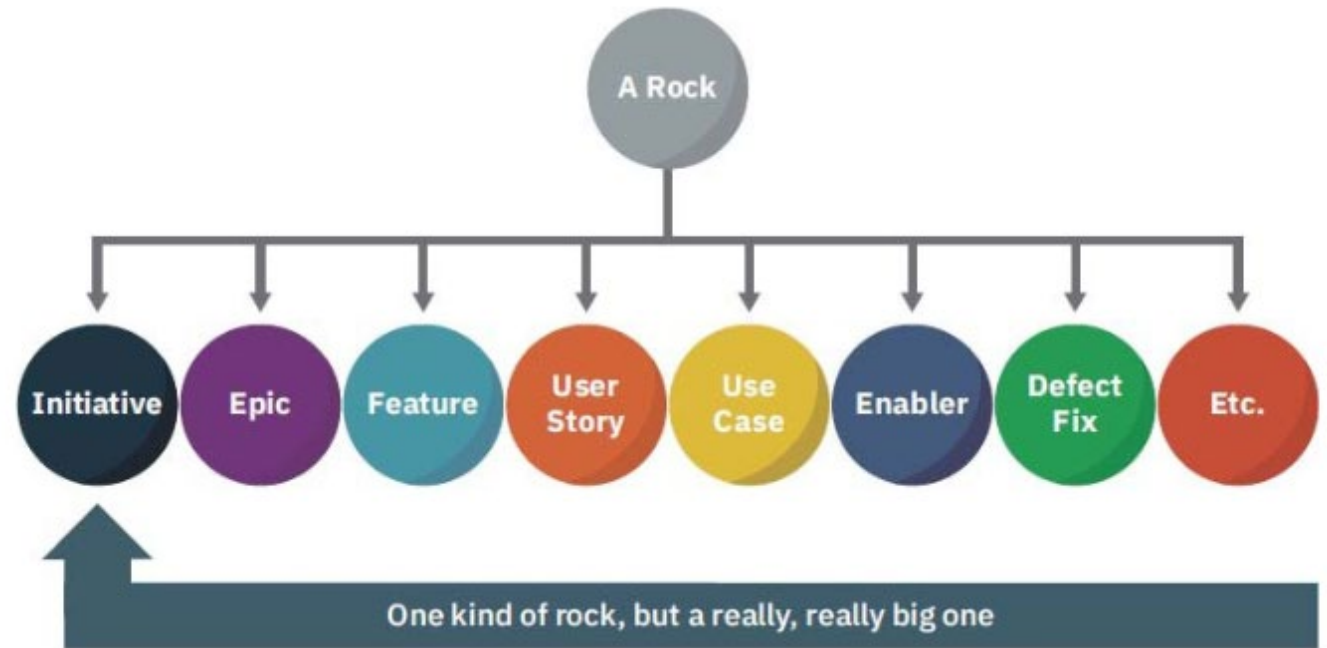 A Rock
Initiative
Epic
Feature
User
Story
Use
Case
Enabler
Defect
Fix
Etc.
One kind of rock, but a really, really big one